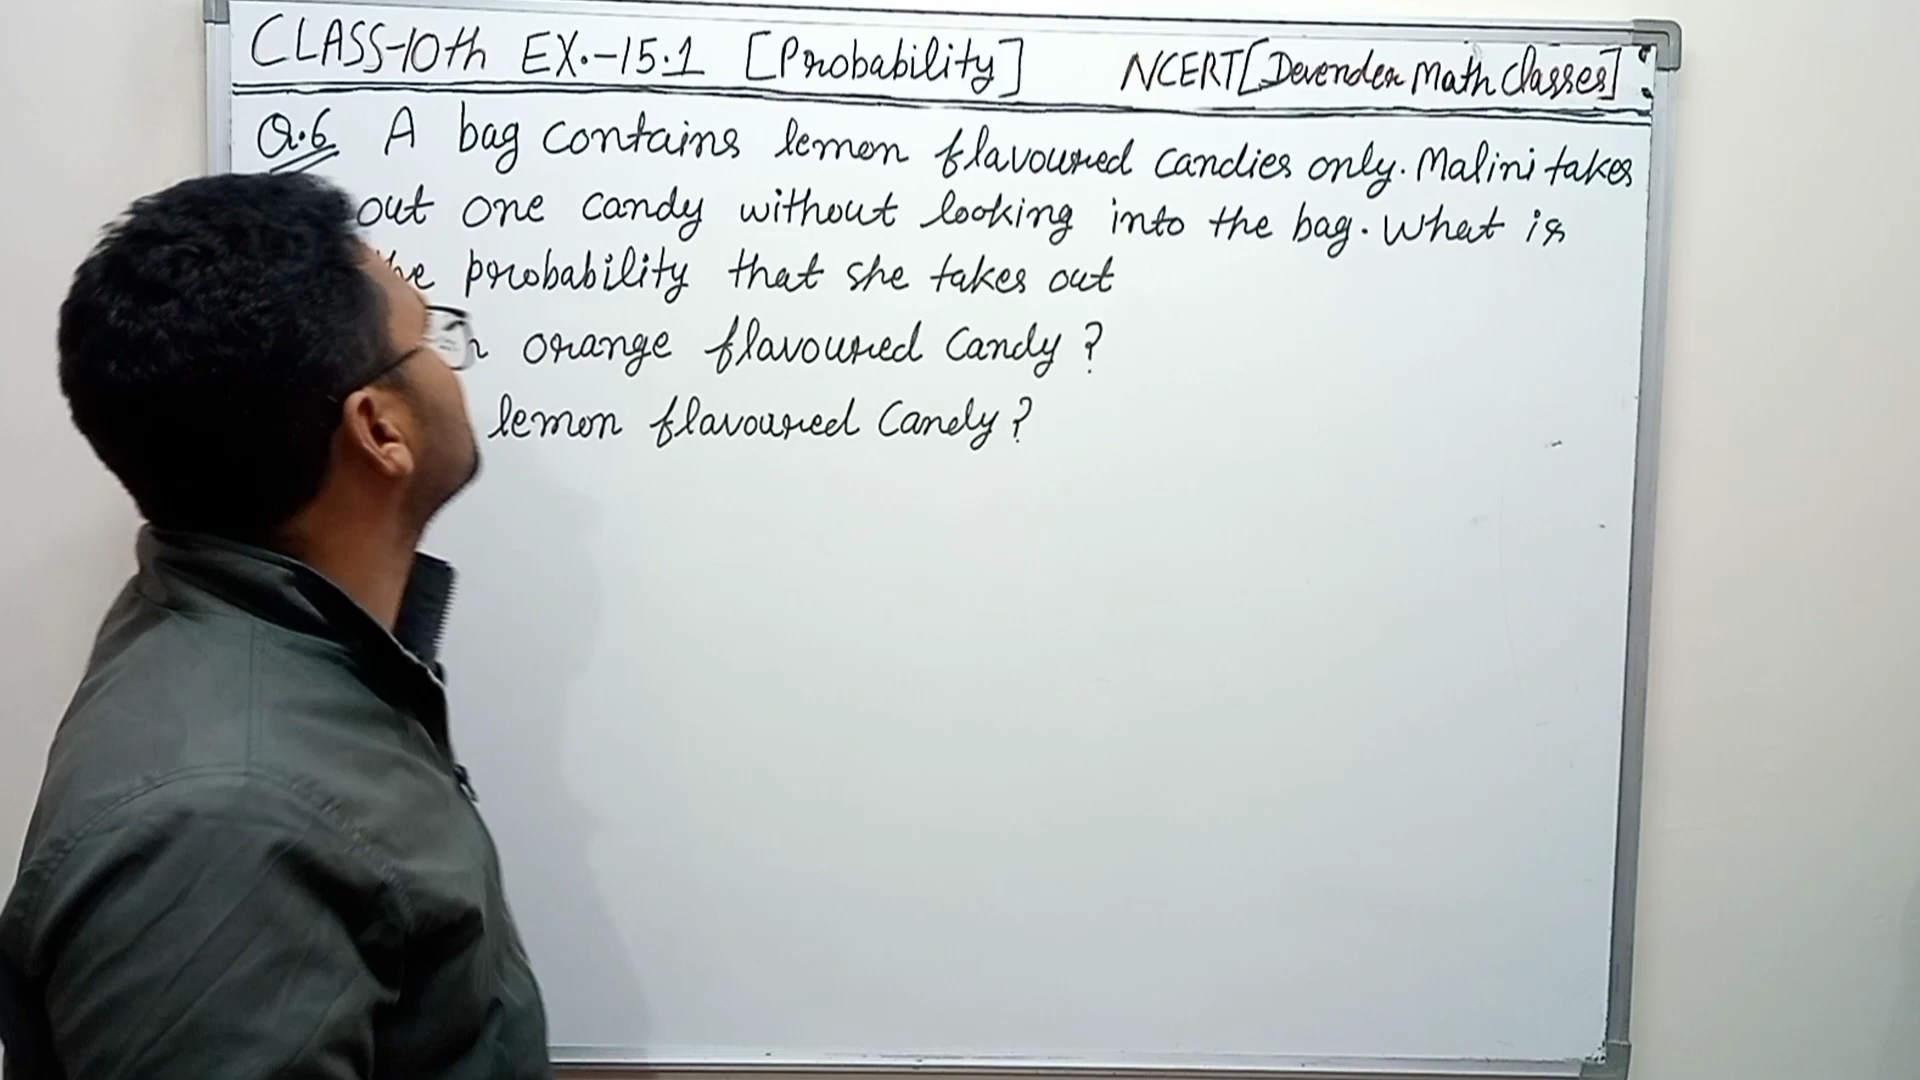 CLASS-10th EX.-15.1 [Probability] NCERT[Devender Math Classes]
Q.6 A bag contains lemon flavoured candies only. Malini takes
out one candy without looking into the bag. What is
probability that she takes out
orange flavoured Candy?
lemon flavoured Candy?